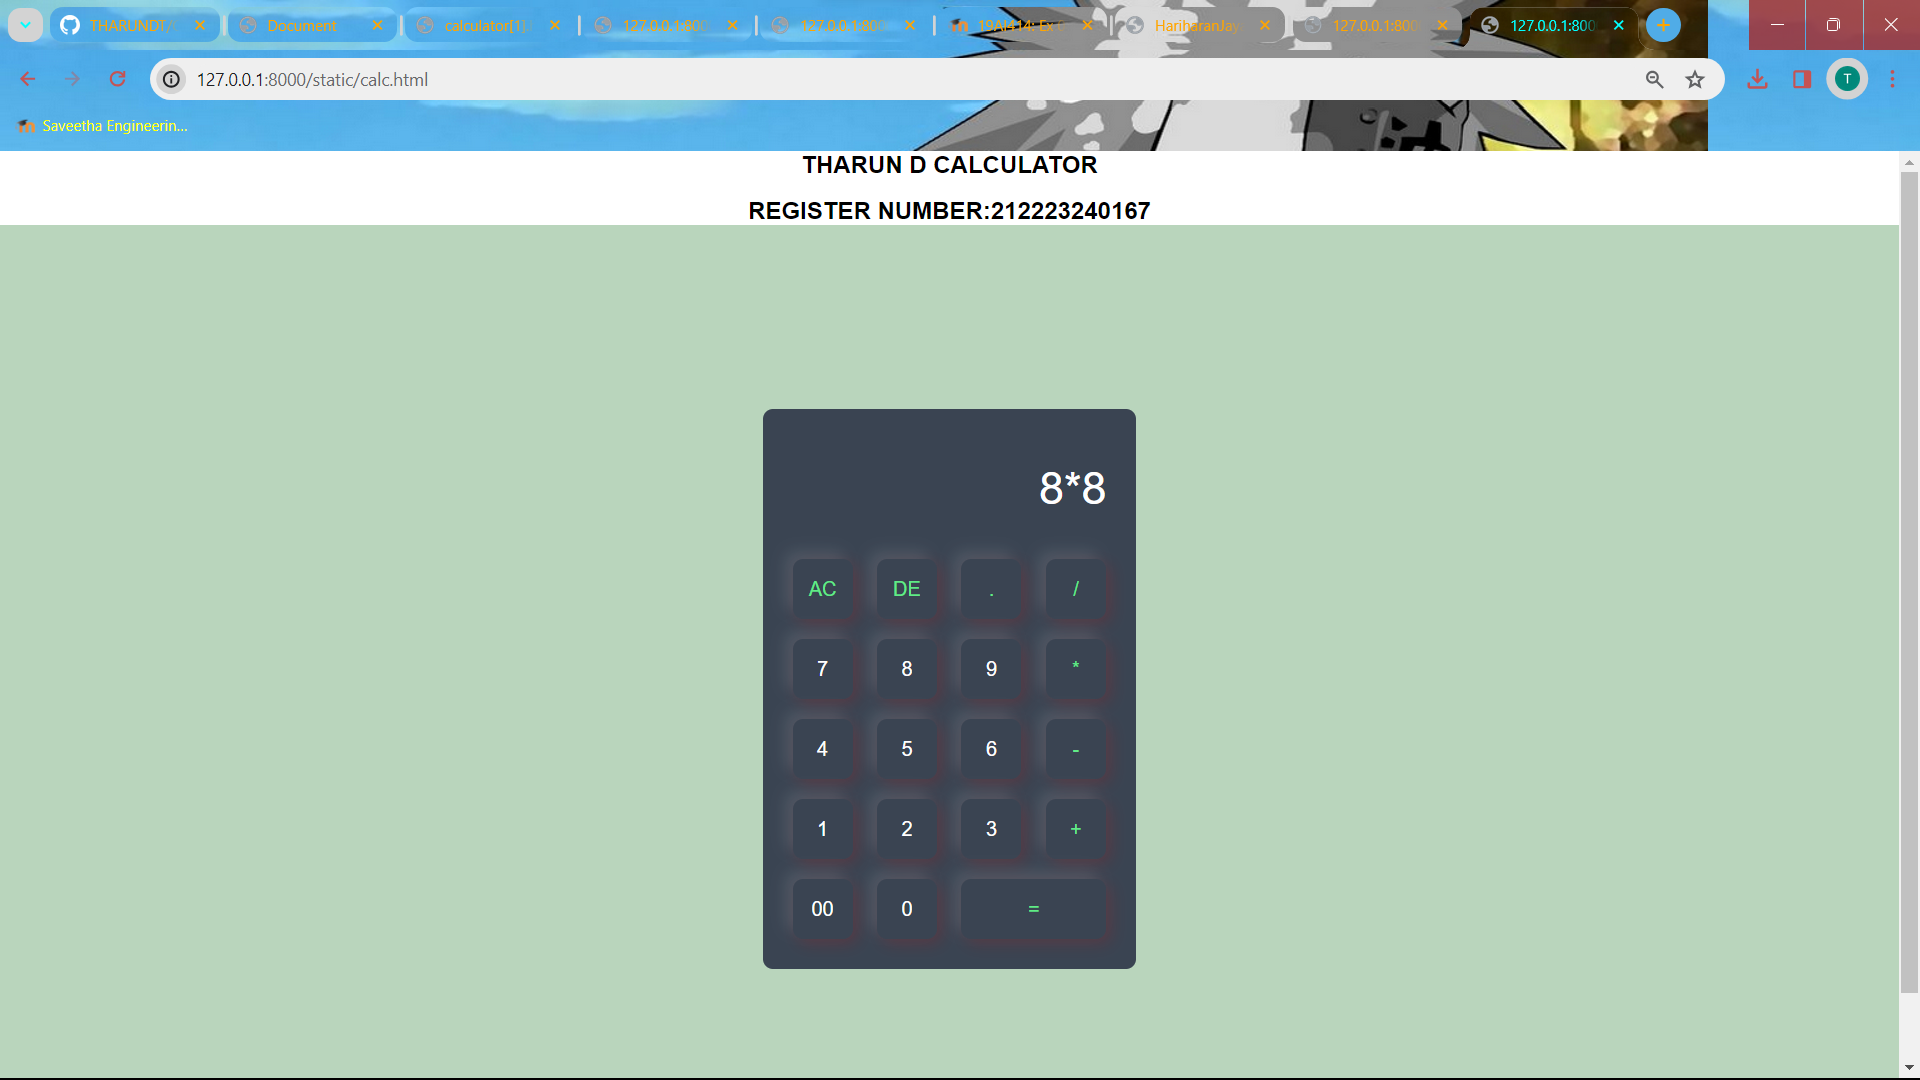 THARUNDT/
Document
calculator[1]
127.0.0.1:800
127.0.0.1:800
19AI414: Ex
HariharanJay
127.0.0.1:800
127.0.0.1:800
127.0.0.1:8000/static/calc.html
T
Saveetha Engineerin...
THARUN D CALCULATOR
REGISTER NUMBER:212223240167
8*8
AC DE . /
7 8 9 *
4 5 6 -
1 2 3 +
00 0 =